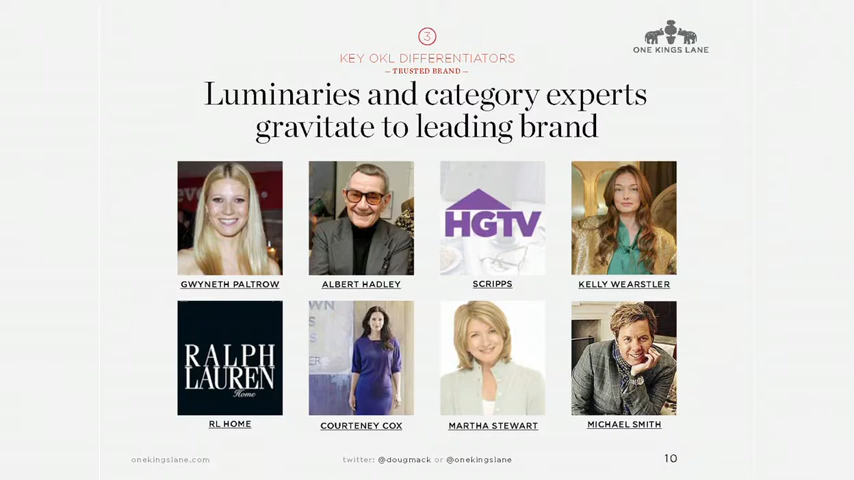 3
ONE KINGS LANE
KEY OKL DIFFERENTIATORS
— TRUSTED BRAND —
Luminaries and category experts
gravitate to leading brand
HGTV
GWYNETH PALTROW
ALBERT HADLEY
SCRIPPS
KELLY WEARSTLER
RALPH
LAUREN
Home
RL HOME
COURTENEY COX
MARTHA STEWART
MICHAEL SMITH
onekingslane.com
twitter: @dougmack or @onekingslane
10